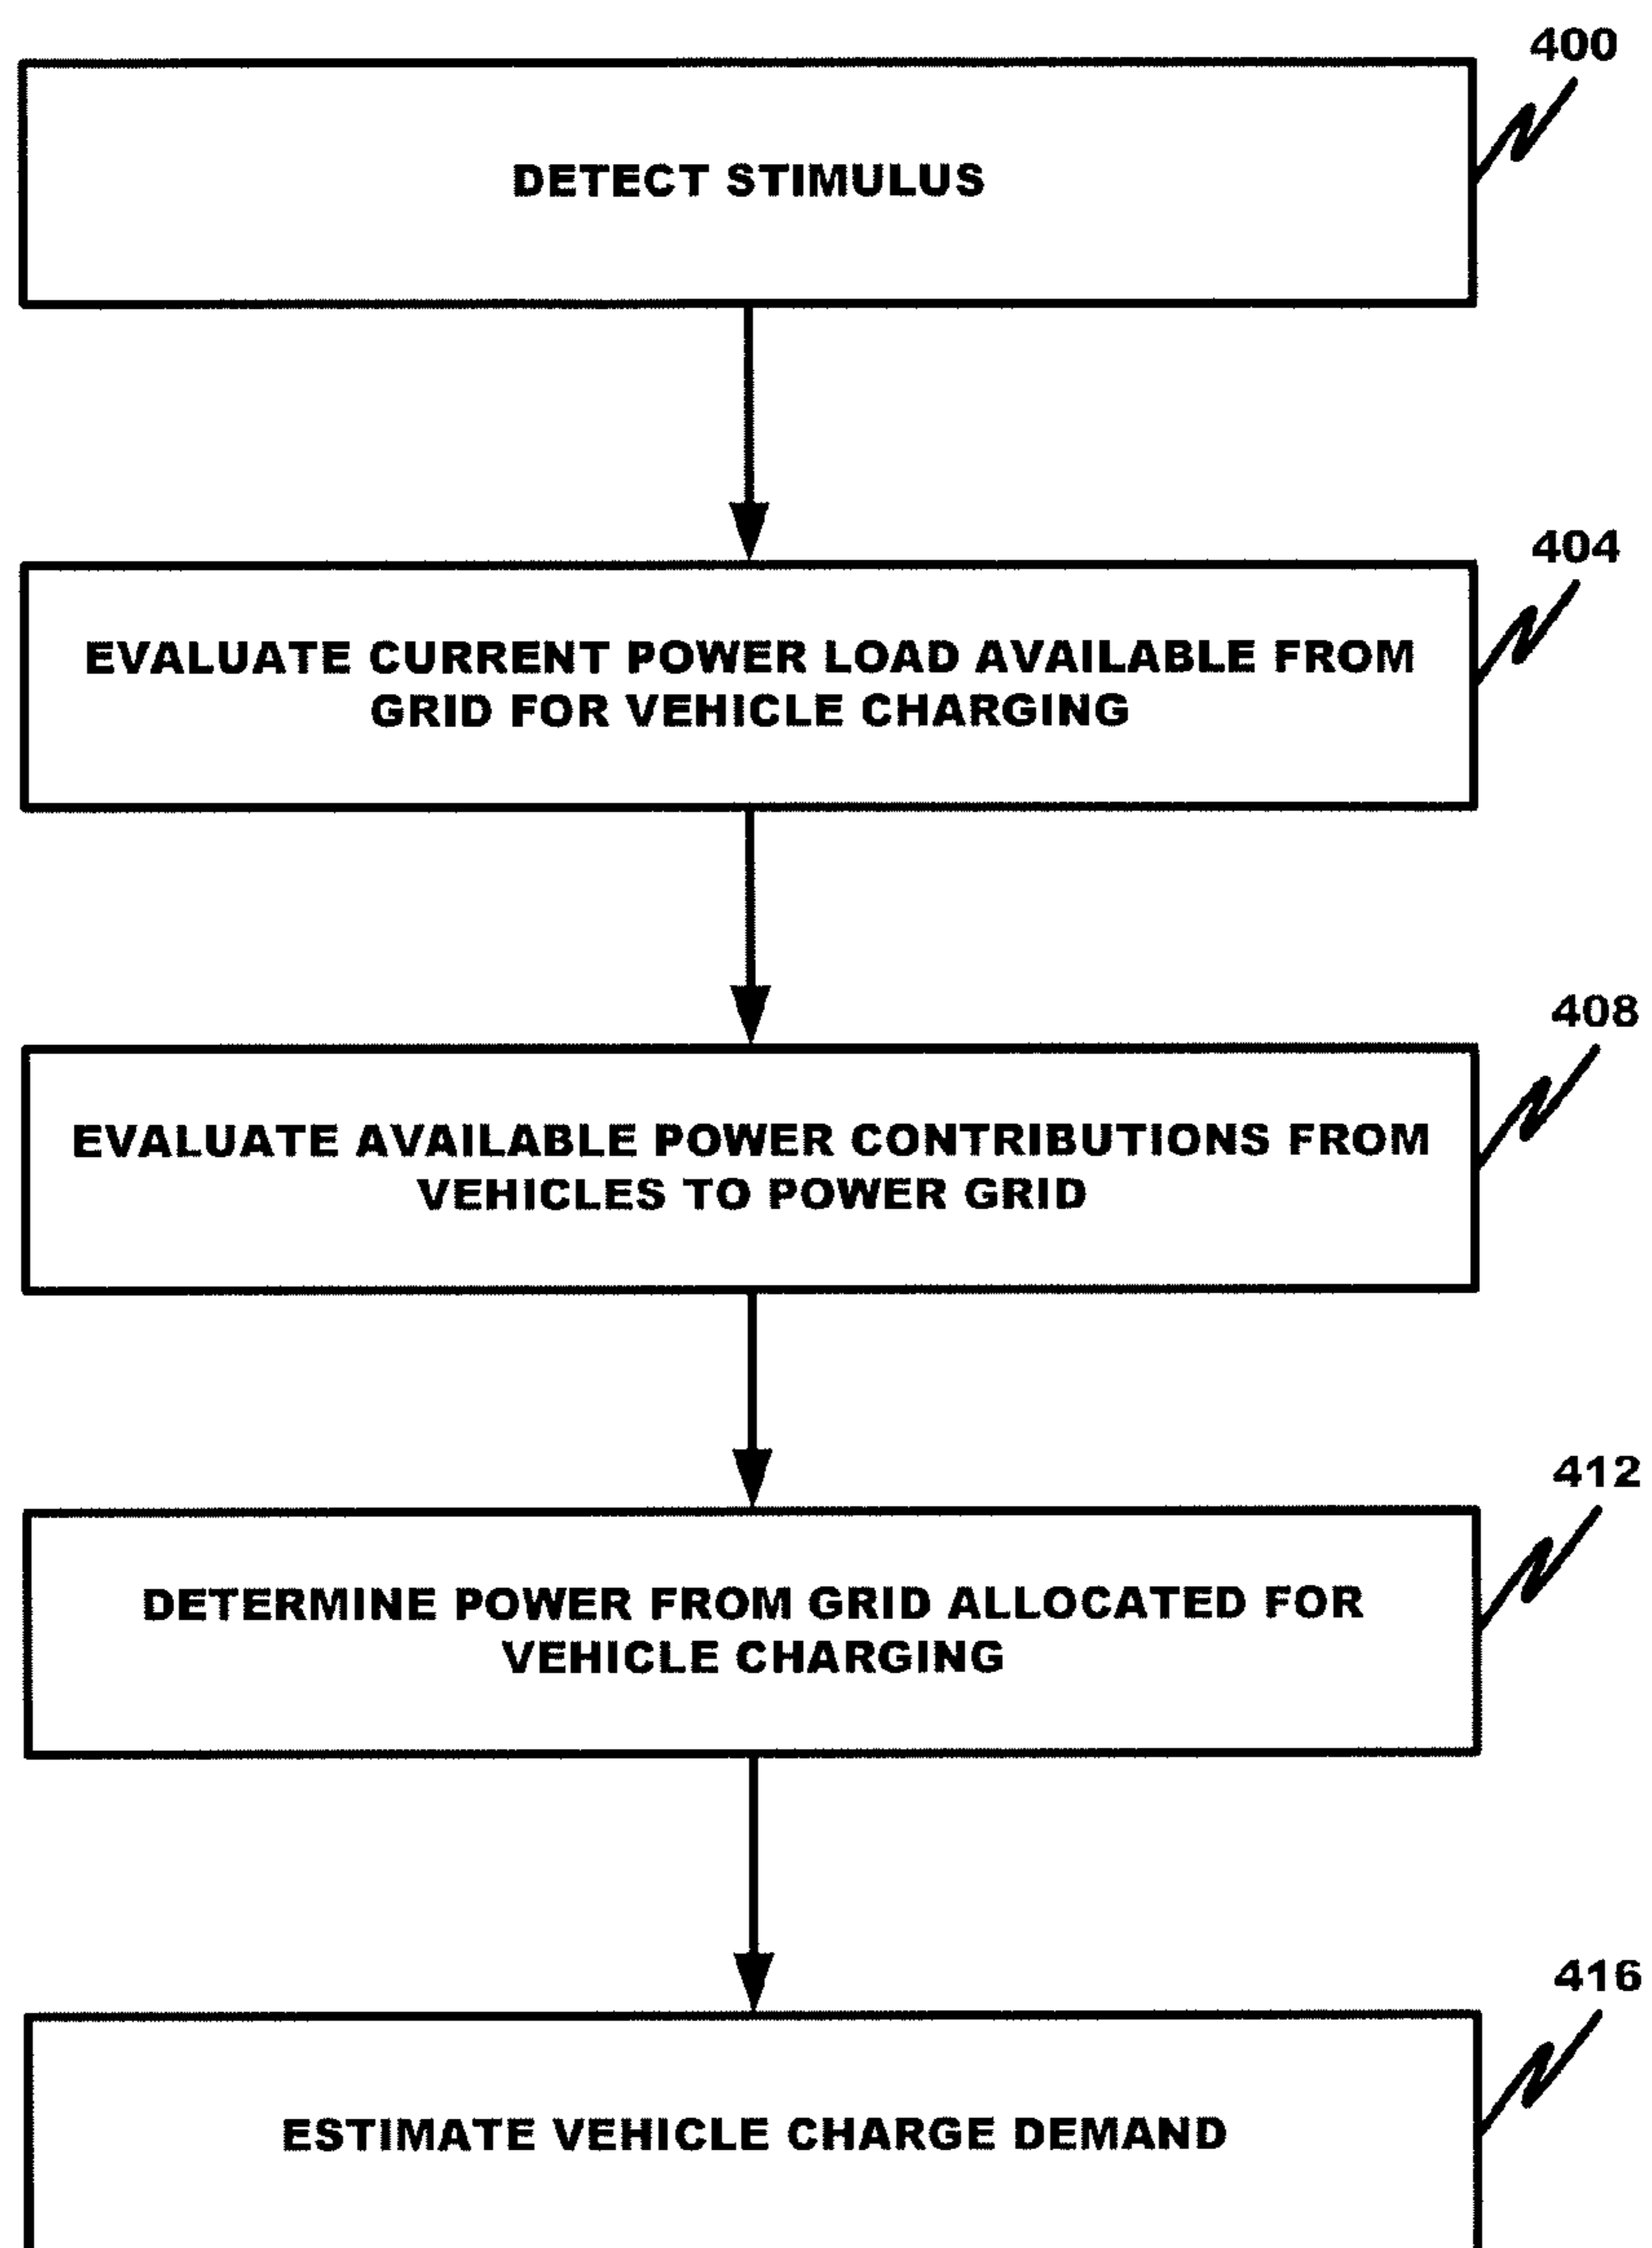 400
DETECT STIMULUS
404
EVALUATE CURRENT POWER LOAD AVAILABLE FROM
GRID FOR VEHICLE CHARGING
408
EVALUATE AVAILABLE POWER CONTRIBUTIONS FROM
VEHICLES TO POWER GRID
412
DETERMINE POWER FROM GRID ALLOCATED FOR
VEHICLE CHARGING
416
ESTIMATE VEHICLE CHARGE DEMAND